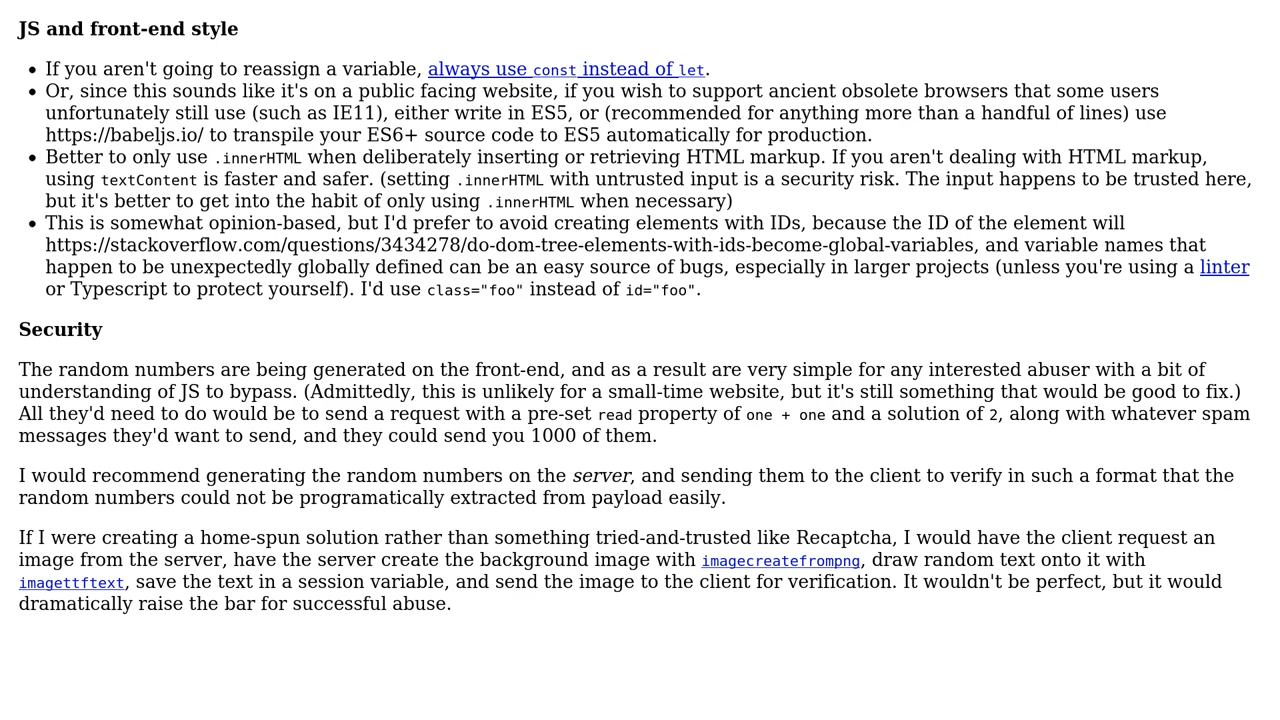 JS and front-end style
• If you aren't going to reassign a variable, always use const instead of let.
• Or, since this sounds like it's on a public facing website, if you wish to support ancient obsolete browsers that some users
unfortunately still use (such as IE11), either write in ES5, or (recommended for anything more than a handful of lines) use
https://babeljs.io/ to transpile your ES6+ source code to ES5 automatically for production.
• Better to only use .innerHTML when deliberately inserting or retrieving HTML markup. If you aren't dealing with HTML markup,
using textContent is faster and safer. (setting .innerHTML with untrusted input is a security risk. The input happens to be trusted here,
but it's better to get into the habit of only using .innerHTML when necessary)
• This is somewhat opinion-based, but I'd prefer to avoid creating elements with IDs, because the ID of the element will
https://stackoverflow.com/questions/3434278/do-dom-tree-elements-with-ids-become-global-variables, and variable names that
happen to be unexpectedly globally defined can be an easy source of bugs, especially in larger projects (unless you're using a linter
or Typescript to protect yourself). I'd use class="foo" instead of id="foo".
Security
The random numbers are being generated on the front-end, and as a result are very simple for any interested abuser with a bit of
understanding of JS to bypass. (Admittedly, this is unlikely for a small-time website, but it's still something that would be good to fix.)
All they'd need to do would be to send a request with a pre-set read property of one + one and a solution of 2, along with whatever spam
messages they'd want to send, and they could send you 1000 of them.
I would recommend generating the random numbers on the server, and sending them to the client to verify in such a format that the
random numbers could not be programatically extracted from payload easily.
If I were creating a home-spun solution rather than something tried-and-trusted like Recaptcha, I would have the client request an
image from the server, have the server create the background image with imagecreatefrompng, draw random text onto it with
imagettftext, save the text in a session variable, and send the image to the client for verification. It wouldn't be perfect, but it would
dramatically raise the bar for successful abuse.